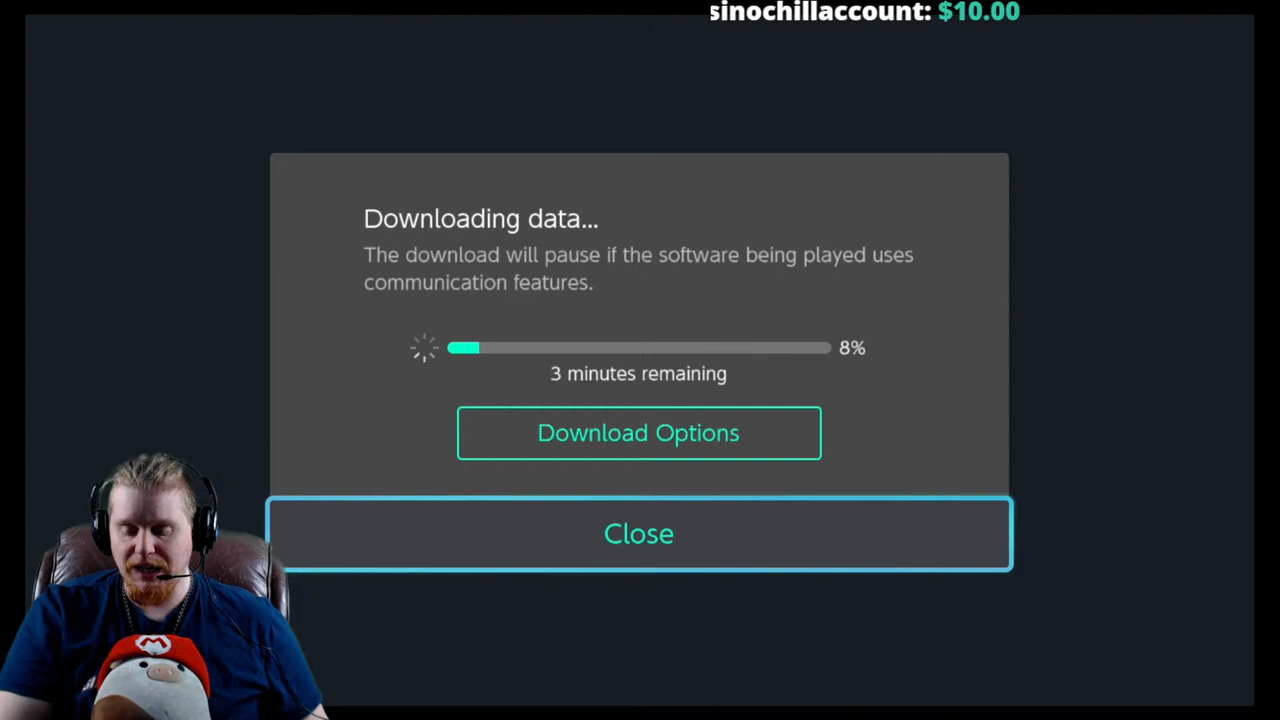 sinochillaccount: $10.00
Downloading data...
The download will pause if the software being played uses
communication features.
8%
3 minutes remaining
Download Options
Close
M